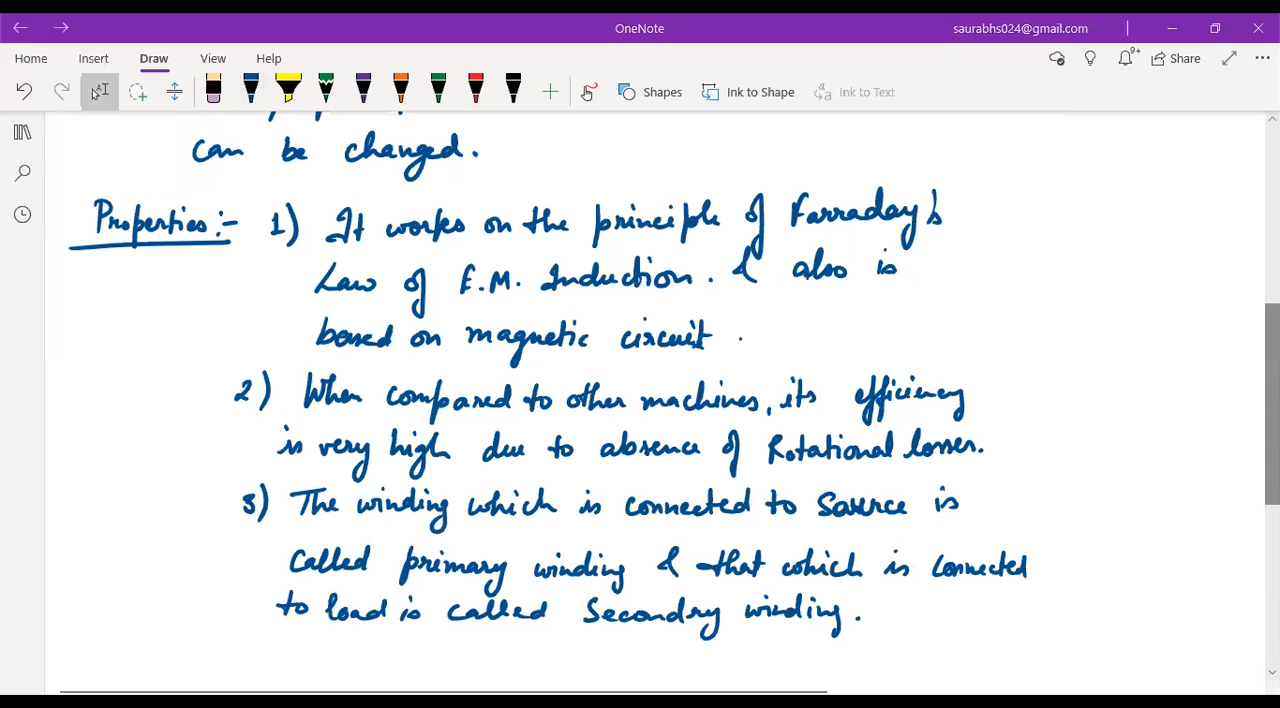 OneNote
saurabhs024@gmail.com
Home Insert Draw View Help
Share
Shapes Ink to Shape Ink to Text
can be changed.
Properties :- 1) It works on the principle of Farraday's
Law of E.M. Induction. & also is
based on magnetic circuit.
2) When compared to other machines, its efficiency
is very high due to absence of Rotational losses.
3) The winding which is connected to Source is
called primary winding & that which is connected
to load is called Secondry winding.